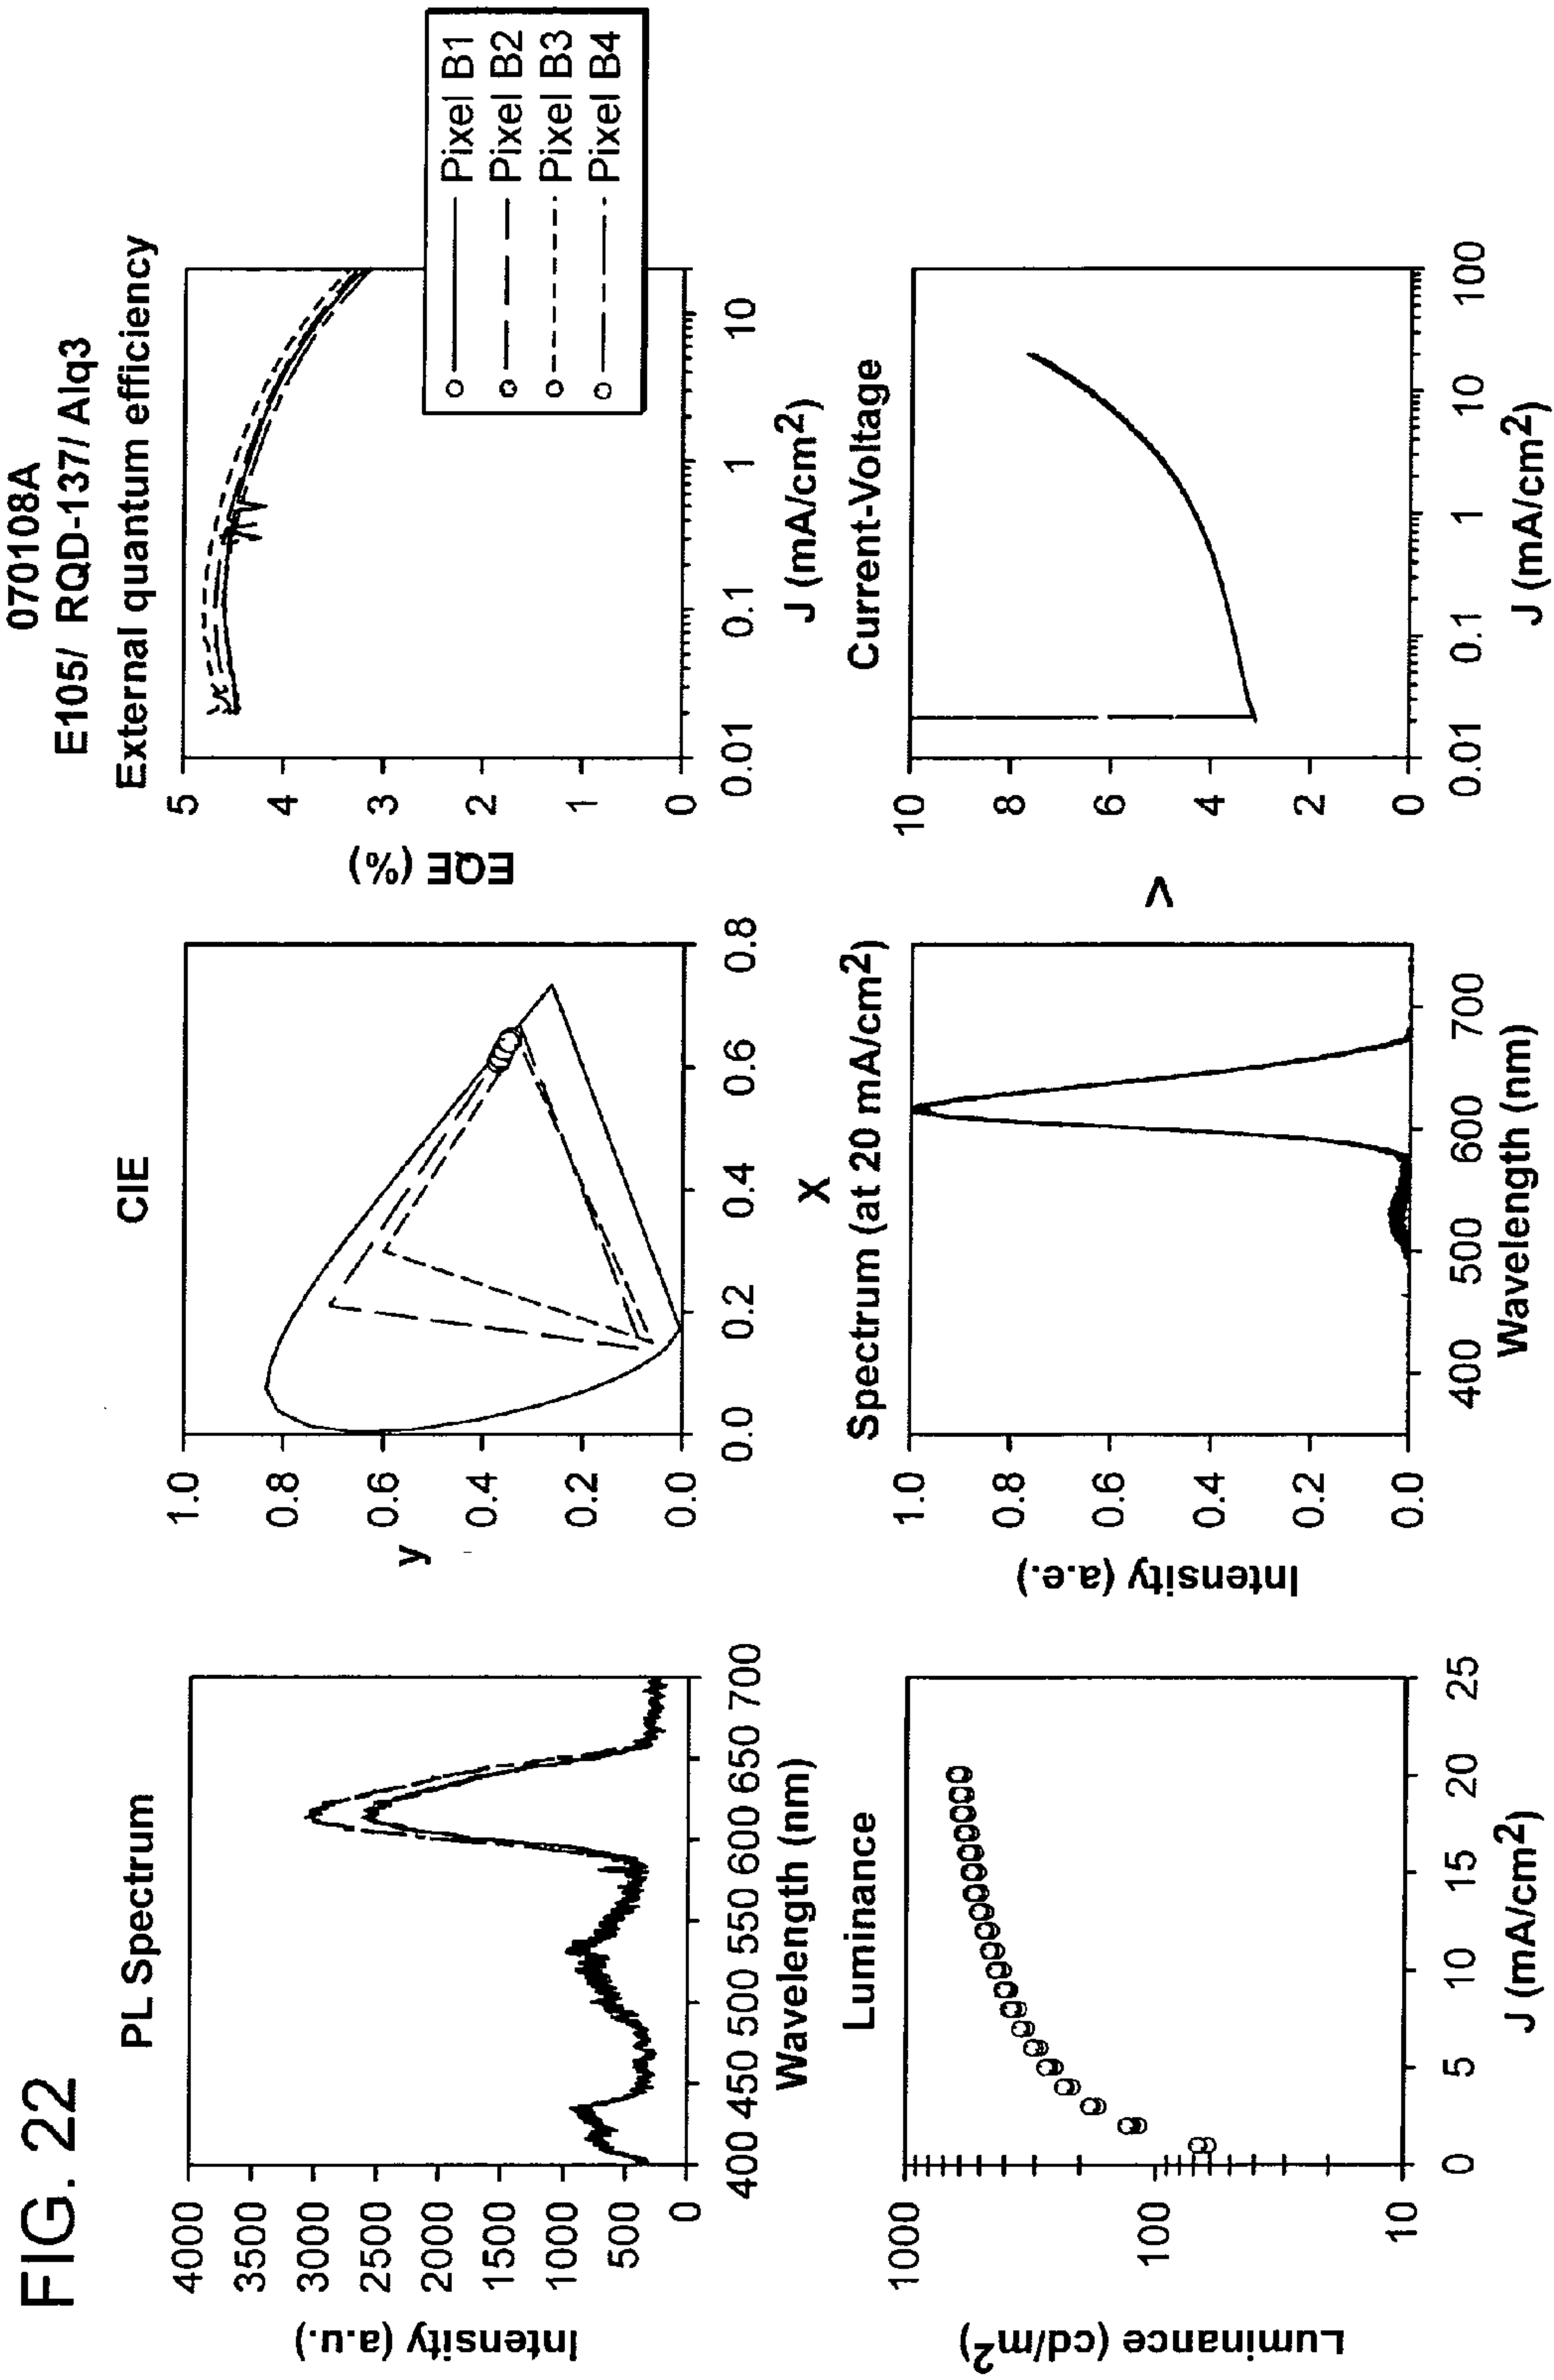 FIG. 22
070108A
E105/ RQD-137/ Alq3
PL Spectrum
Intensity (a.u.)
4000
3500
3000
2500
2000
1500
1000
500
0
400 450 500 550 600 650 700
Wavelength (nm)
CIE
y
1.0
0.8
0.6
0.4
0.2
0.0
0.0 0.2 0.4 0.6 0.8
X
External quantum efficiency
EQE (%)
5
4
3
2
1
0
0.01 0.1 1 10
J (mA/cm²)
Pixel B1
Pixel B2
Pixel B3
Pixel B4
Luminance
Luminance (cd/m²)
1000
100
10
0 5 10 15 20 25
J (mA/cm²)
Spectrum (at 20 mA/cm²)
Intensity (a.e.)
1.0
0.8
0.6
0.4
0.2
0.0
400 500 600 700
Wavelength (nm)
Current-Voltage
V
10
8
6
4
2
0
0.01 0.1 1 10 100
J (mA/cm²)